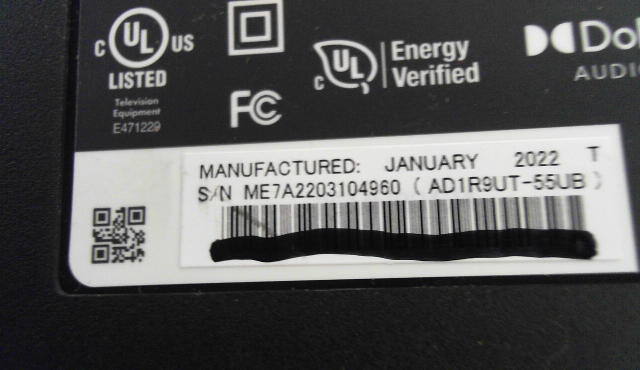 c UL US
LISTED
Television
Equipment
E471229
FC
c UL
Energy
Verified
AUDIO
MANUFACTURED: JANUARY 2022 T
S/N ME7A2203104960 ( AD1R9UT-55UB )